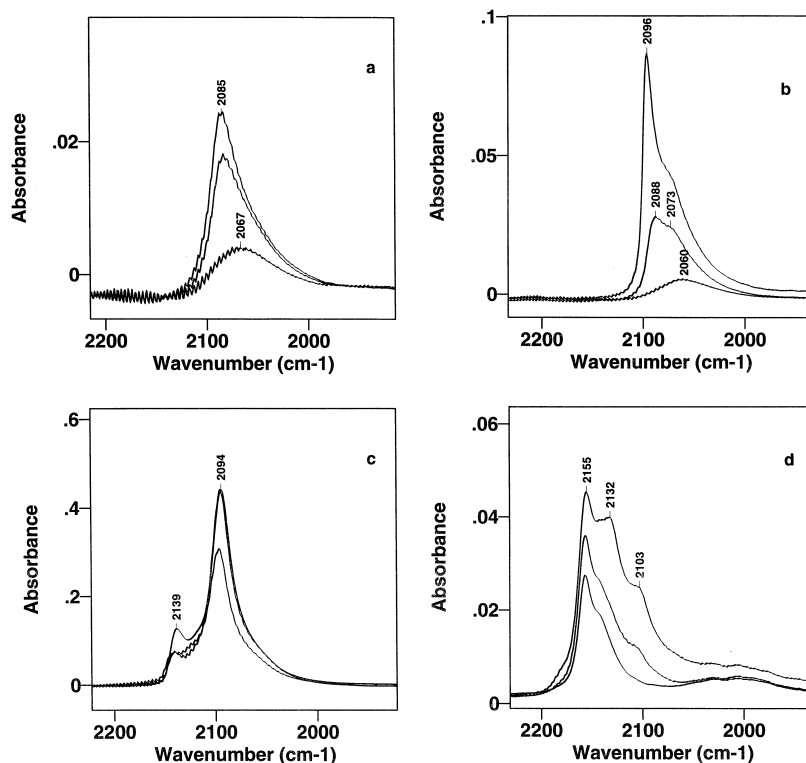 a
2085
2067
.02
0
Absorbance
2200 2100 2000
Wavenumber (cm-1)
b
2096
2088
2073
2060
.1
.05
0
Absorbance
2200 2100 2000
Wavenumber (cm-1)
c
2094
2139
.6
.4
.2
0
Absorbance
2200 2100 2000
Wavenumber (cm-1)
d
2155
2132
2103
.06
.04
.02
0
Absorbance
2200 2100 2000
Wavenumber (cm-1)